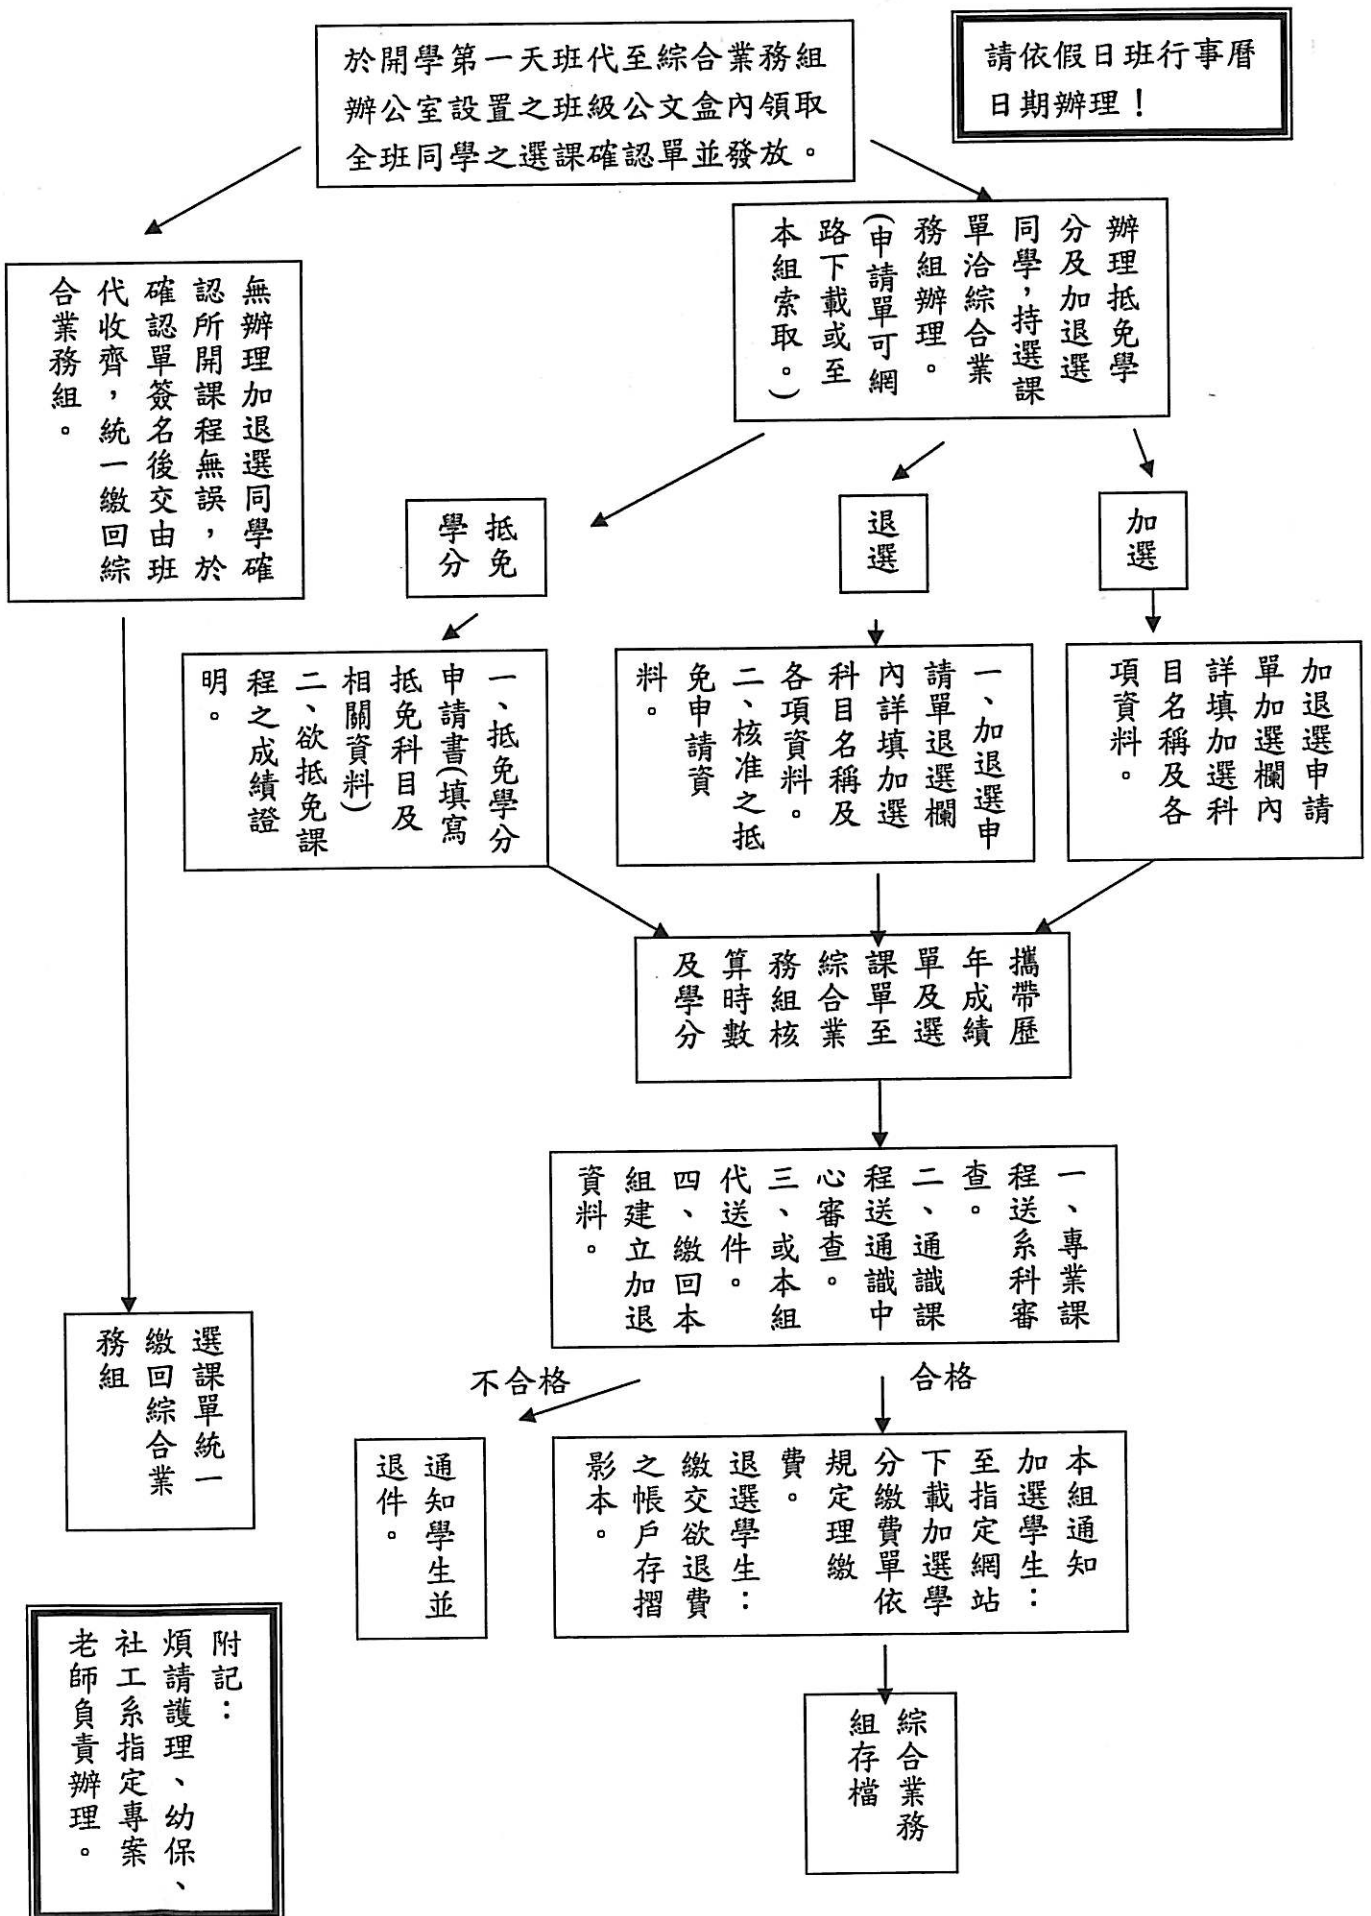 於開學第一天班代至綜合業務組
辦公室設置之班級公文盒內領取
全班同學之選課確認單並發放。
請依假日班行事曆
日期辦理！
辦理抵免學
分及加退選
同學，持選課
單洽綜合業
務組辦理。
(申請單可網
路下載或至
本組索取。)
無辦理加退選同學確
認所開課程無誤，於
確認單簽名後交由班
代收齊，統一繳回綜
合業務組。
加選
退選
抵免
學分
加退選申請
單加選欄內
詳填加選科
目名稱及各
項資料。
一、加退選申
請單退選欄
內詳填加選
科目名稱及
各項資料。
二、核准之抵
免申請資
料。
一、抵免學分
申請書(填寫
抵免科目及
相關資料)
二、欲抵免課
程之成績證
明。
攜帶歷
年成績
單及選
課單至
綜合業
務組核
算時數
及學分
一、專業課
程送系科審
查。
二、通識課
程送通識中
心審查。
三、或本組
代送件。
四、繳回本
組建立加退
資料。
合格
不合格
本組通知
加選學生：
至指定網站
下載加選學
分繳費單依
規定理繳
費。
退選學生：
繳交欲退費
之帳戶存摺
影本。
通知學生並
退件。
選課單統一
繳回綜合業
務組
綜合業務
組存檔
附記：
煩請護理、幼保、
社工系指定專案
老師負責辦理。